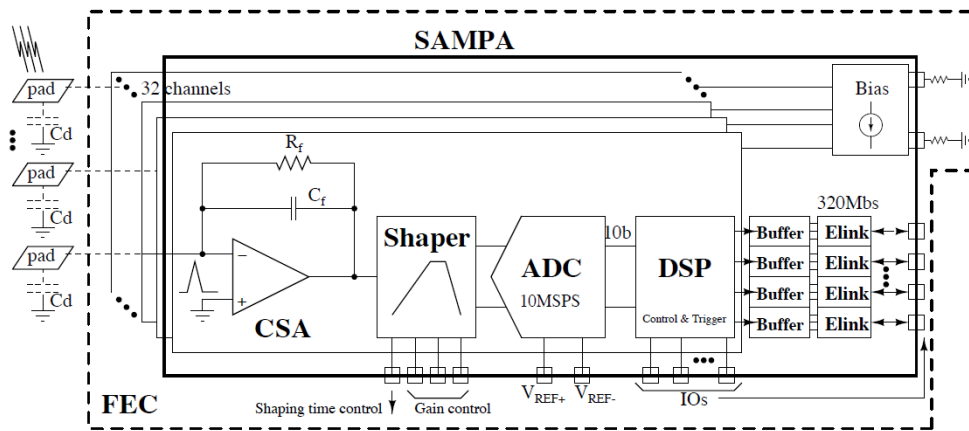 SAMPA
pad
32 channels
Bias
Cd
Rf
pad
Cf
320Mbs
Cd
Shaper
10b
Buffer
Elink
pad
−
ADC
DSP
Buffer
Elink
10MSPS
Buffer
Elink
Cd
+
CSA
Control & Trigger
Buffer
Elink
FEC
Shaping time control
Gain control
VREF+
VREF-
IOs